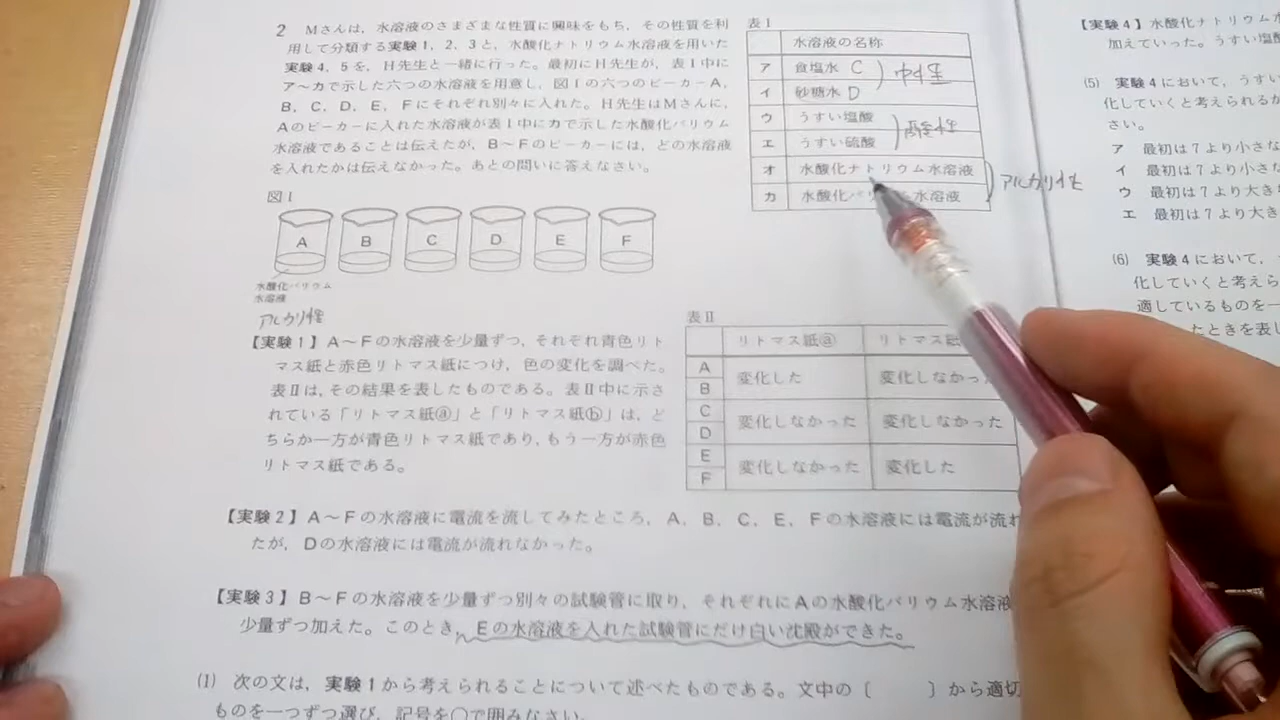 2 Mさんは，水溶液のさまざまな性質に興味をもち，その性質を利
用して分類する実験1，2，3と，水酸化ナトリウム水溶液を用いた
実験4，5を，H先生と一緒に行った。最初にH先生が，表I中に
ア〜カで示した六つの水溶液を用意し，図Iの六つのビーカーA，
B，C，D，E，Fにそれぞれ別々に入れた。H先生はMさんに，
Aのビーカーに入れた水溶液が表I中にカで示した水酸化バリウム
水溶液であることは伝えたが，B〜Fのビーカーには，どの水溶液
を入れたかは伝えなかった。あとの問いに答えなさい。
図I
A B C D E F
水酸化バリウム
水溶液
アルカリ性
表I
水溶液の名称
ア 食塩水 C
イ 砂糖水 D
中性
ウ うすい塩酸
エ うすい硫酸
酸性
オ 水酸化ナトリウム水溶液
カ 水酸化バリ 水溶液
アルカリ性
【実験1】A〜Fの水溶液を少量ずつ，それぞれ青色リト
マス紙と赤色リトマス紙につけ，色の変化を調べた。
表IIは，その結果を表したものである。表II中に示さ
れている「リトマス紙ⓐ」と「リトマス紙ⓑ」は，ど
ちらか一方が青色リトマス紙であり，もう一方が赤色
リトマス紙である。
表II
リトマス紙ⓐ リトマス紙
A
B
変化した 変化しなかっ
C
D
変化しなかった 変化しなかった
E
F
変化しなかった 変化した
【実験2】A〜Fの水溶液に電流を流してみたところ，A，B，C，E，Fの水溶液には電流が流れ
たが，Dの水溶液には電流が流れなかった。
【実験3】B〜Fの水溶液を少量ずつ別々の試験管に取り，それぞれにAの水酸化バリウム水溶液
少量ずつ加えた。このとき，Eの水溶液を入れた試験管にだけ白い沈殿ができた。
(1) 次の文は，実験1から考えられることについて述べたものである。文中の〔 〕から適切
ものを一つずつ選び，記号を○で囲みなさい。
【実験4】水酸化ナトリウム
加えていった。うすい塩酸
(5) 実験4において，うすい
化していくと考えられるか
さい。
ア 最初は7より小さな
イ 最初は7より小さ
ウ 最初は7より大き
エ 最初は7より大き
(6) 実験4において，
化していくと考えら
適しているものを一
たときを表し